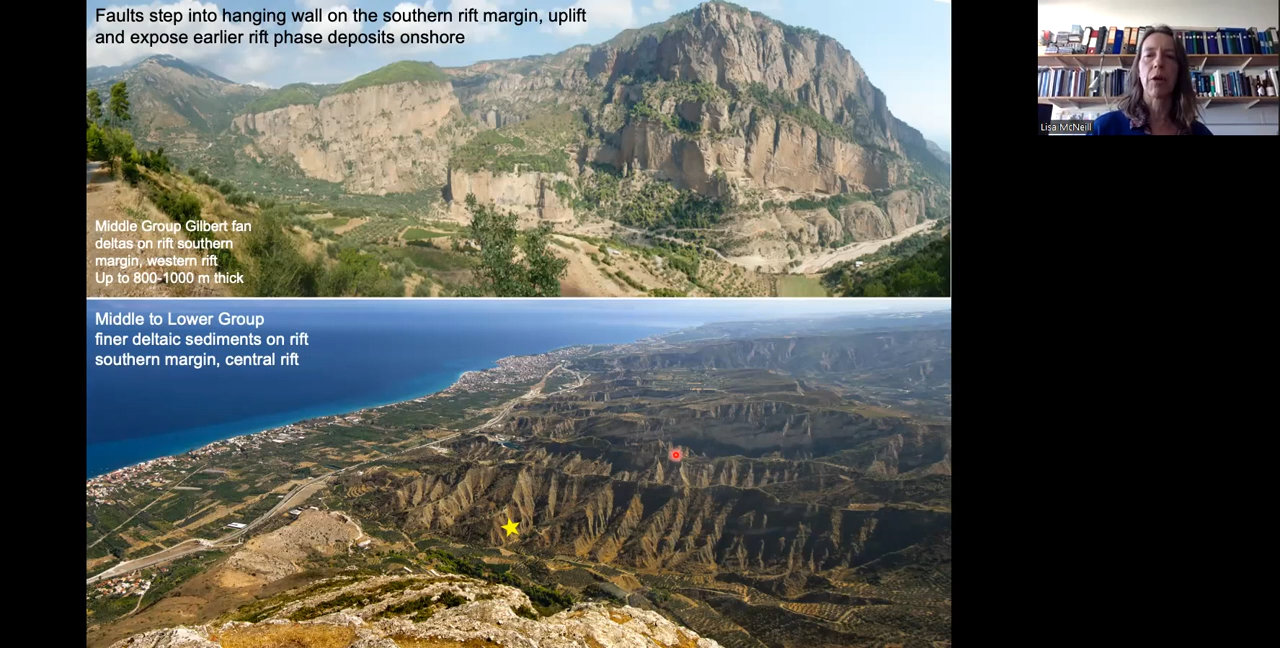 Faults step into hanging wall on the southern rift margin, uplift
and expose earlier rift phase deposits onshore
Middle Group Gilbert fan
deltas on rift southern
margin, western rift
Up to 800-1000 m thick
Middle to Lower Group
finer deltaic sediments on rift
southern margin, central rift
Lisa McNeill